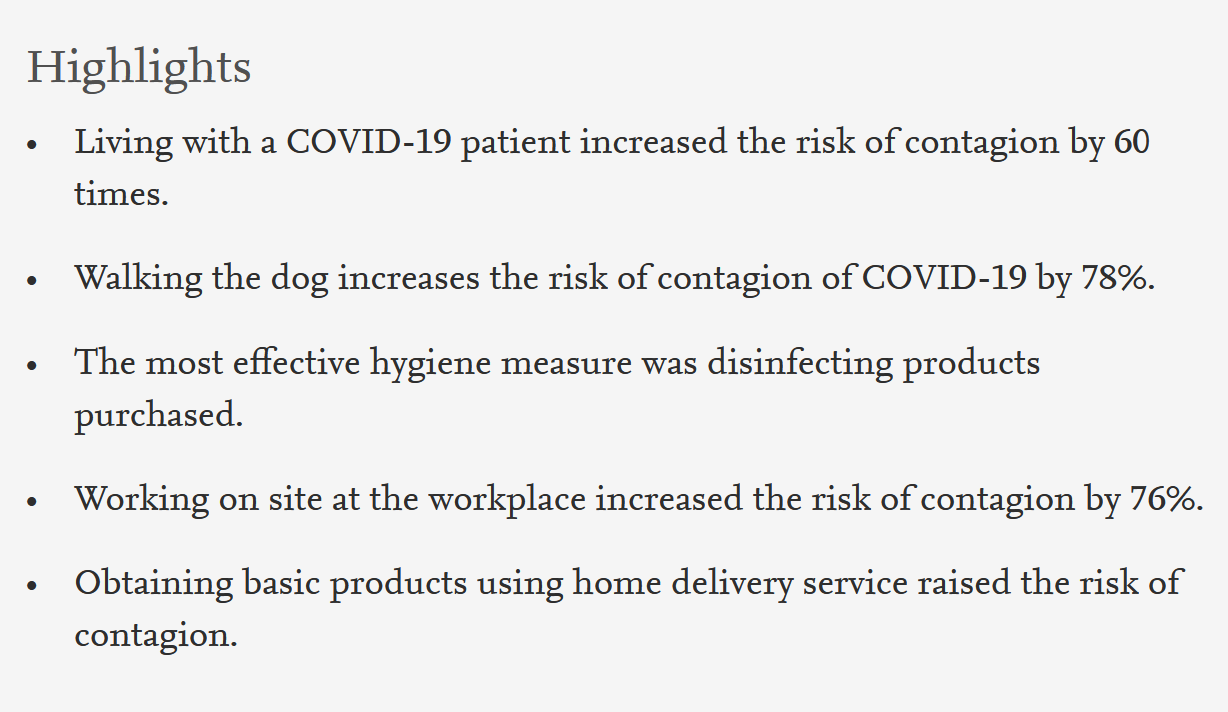 Highlights
• Living with a COVID-19 patient increased the risk of contagion by 60
times.
• Walking the dog increases the risk of contagion of COVID-19 by 78%.
• The most effective hygiene measure was disinfecting products
purchased.
• Working on site at the workplace increased the risk of contagion by 76%.
• Obtaining basic products using home delivery service raised the risk of
contagion.